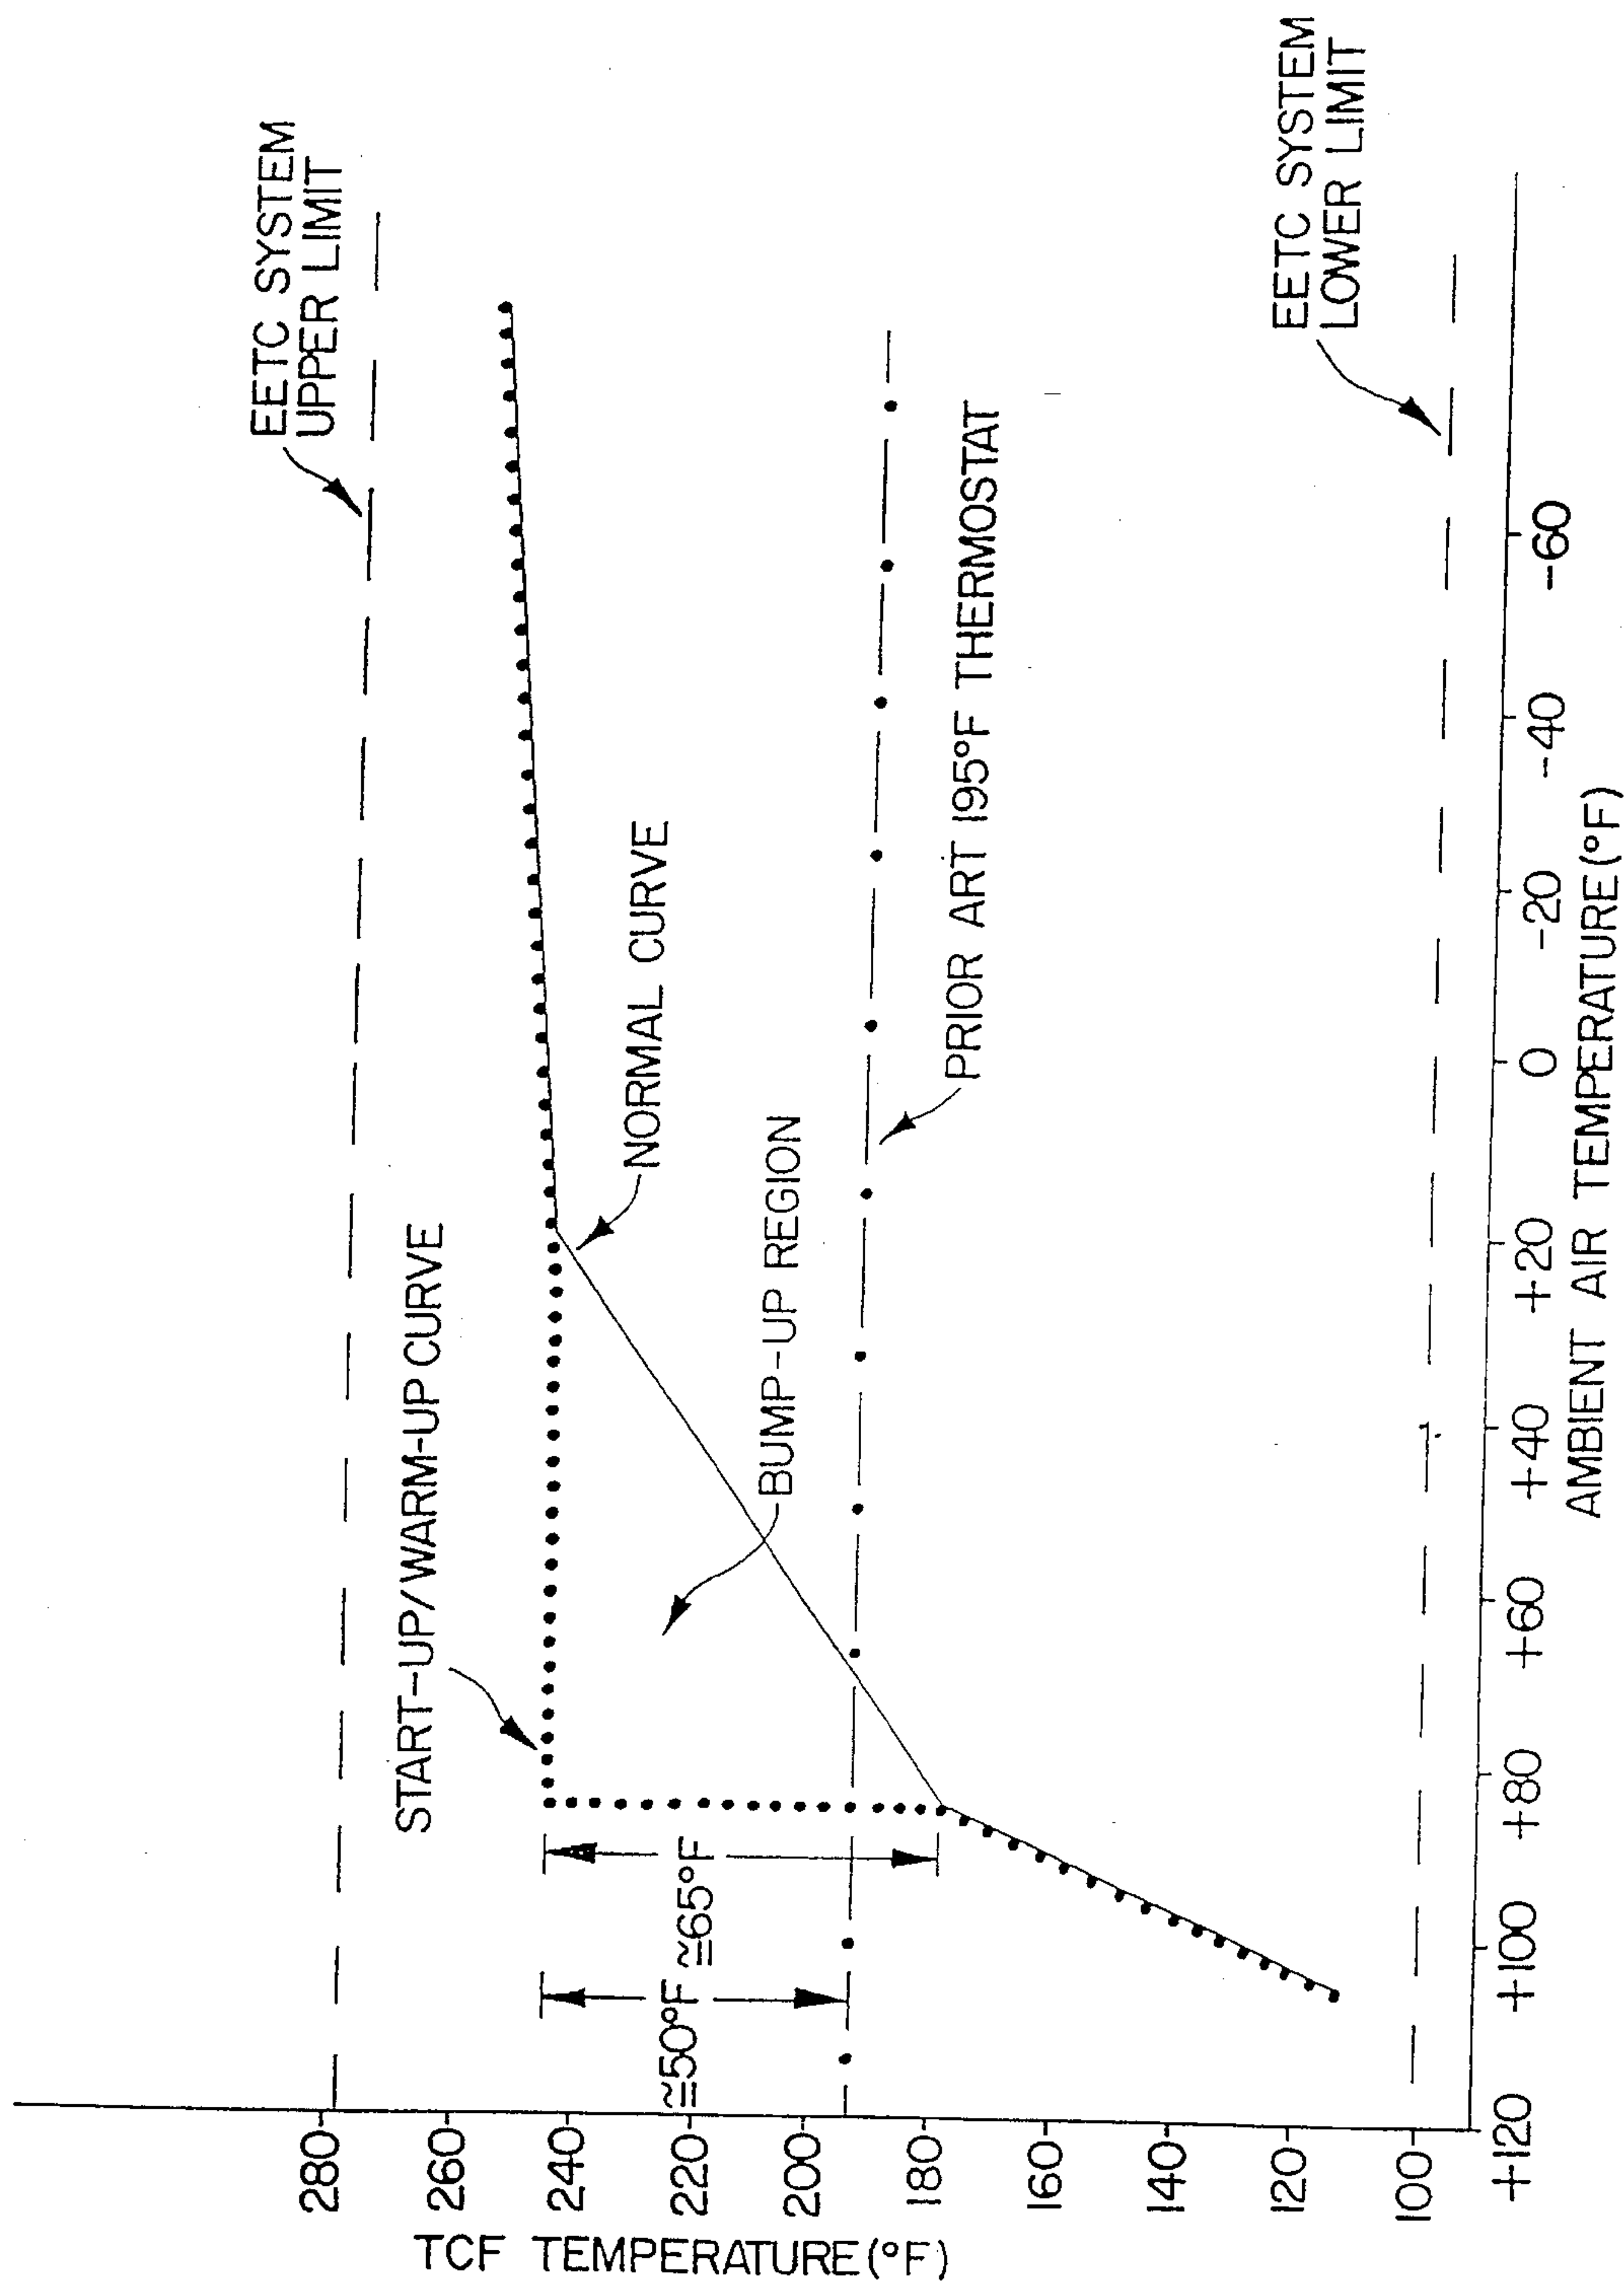 EETC SYSTEM
UPPER LIMIT
START-UP/WARM-UP CURVE
NORMAL CURVE
BUMP-UP REGION
PRIOR ART 195°F THERMOSTAT
EETC SYSTEM
LOWER LIMIT
≅50°F
≅65°F
TCF TEMPERATURE (°F)
280
260
240
220
200
180
160
140
120
100
+120
+100
+80
+60
+40
+20
0
-20
-40
-60
AMBIENT AIR TEMPERATURE (°F)